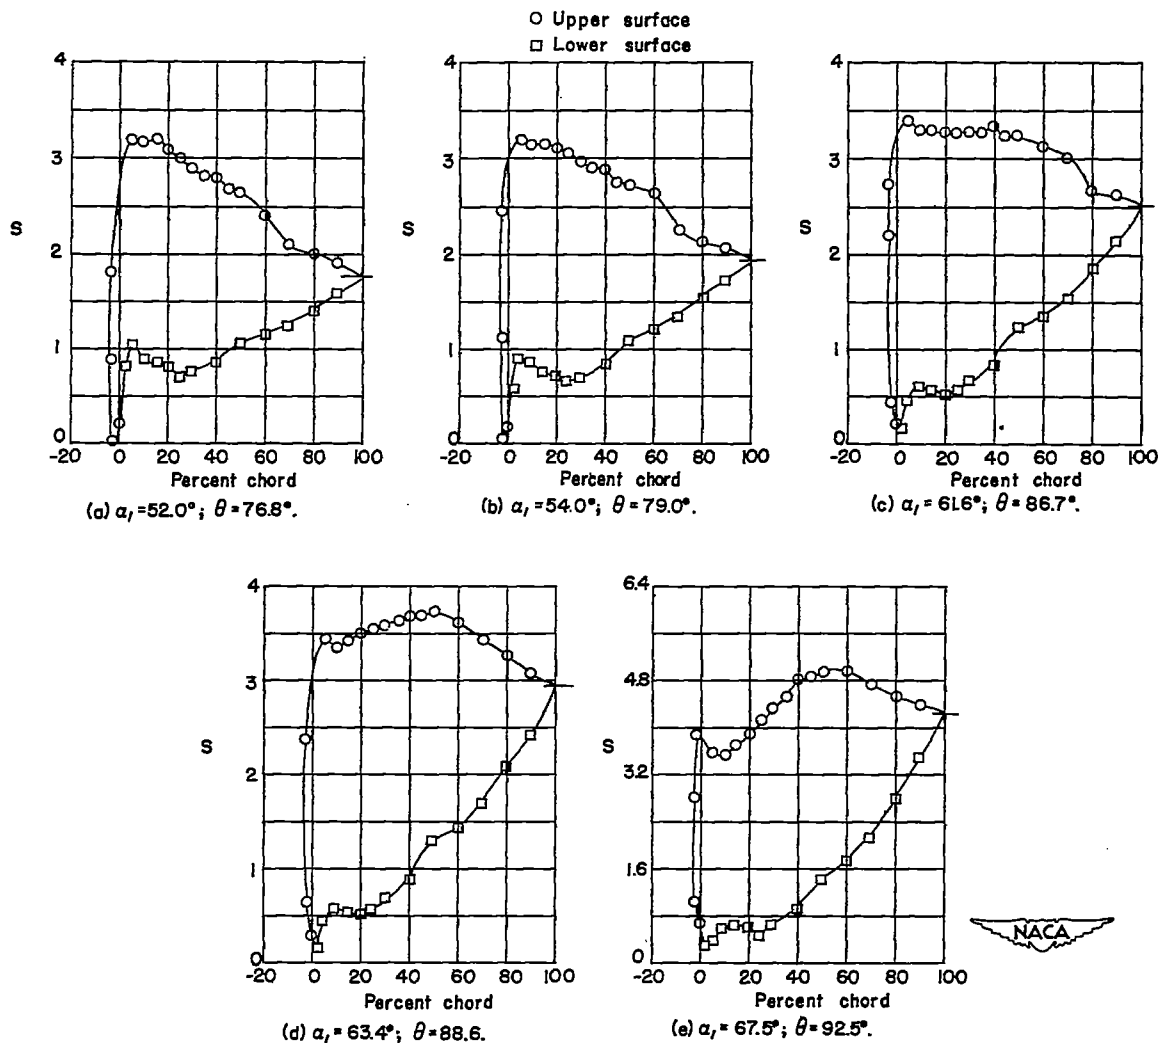 ○ Upper surface
□ Lower surface
4
3
S
2
1
0
-20 0 20 40 60 80 100
Percent chord
(a) α₁=52.0°; θ=76.8°.
4
3
S
2
1
0
-20 0 20 40 60 80 100
Percent chord
(b) α₁=54.0°; θ=79.0°.
4
3
S
2
1
0
-20 0 20 40 60 80 100
Percent chord
(c) α₁=61.6°; θ=86.7°.
4
3
S
2
1
0
-20 0 20 40 60 80 100
Percent chord
(d) α₁=63.4°; θ=88.6.
6.4
4.8
S
3.2
1.6
0
-20 0 20 40 60 80 100
Percent chord
(e) α₁=67.5°; θ=92.5°.
NACA